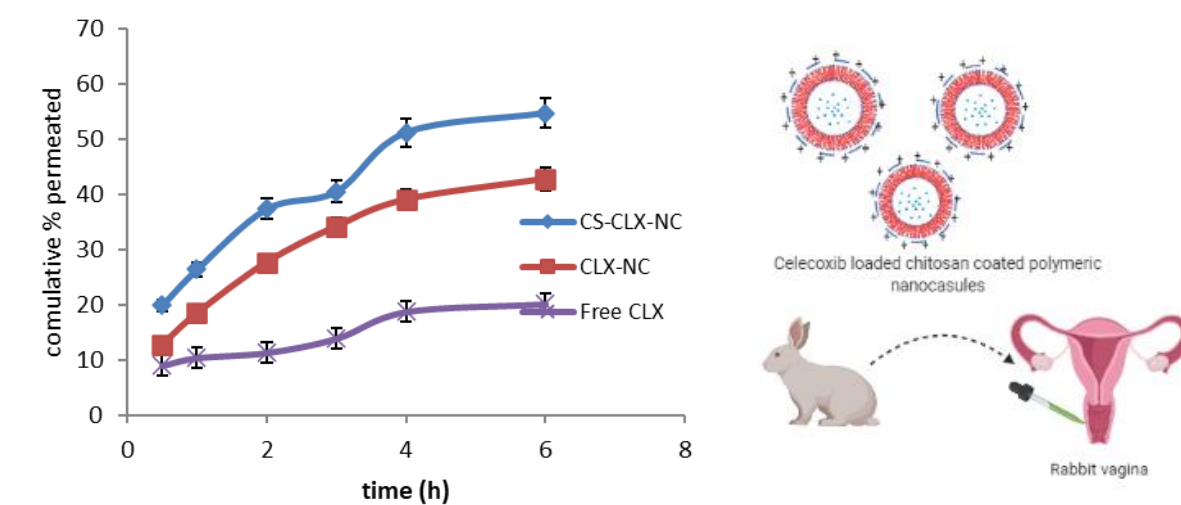 70
60
50
40
30
20
10
0
comulative % permeated
0 2 4 6 8
time (h)
CS-CLX-NC
CLX-NC
Free CLX
Celecoxib loaded chitosan coated polymeric
nanocasules
Rabbit vagina